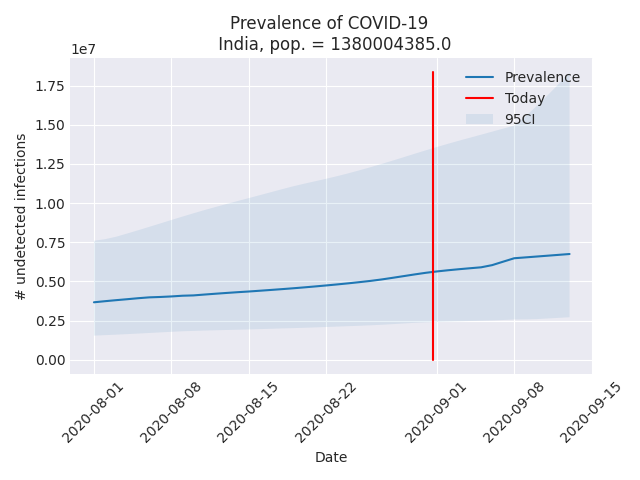 Prevalence of COVID-19
India, pop. = 1380004385.0
1e7
Prevalence
Today
95CI
1.75
1.50
1.25
1.00
0.75
0.50
0.25
0.00
# undetected infections
2020-08-01
2020-08-08
2020-08-15
2020-08-22
2020-09-01
2020-09-08
2020-09-15
Date